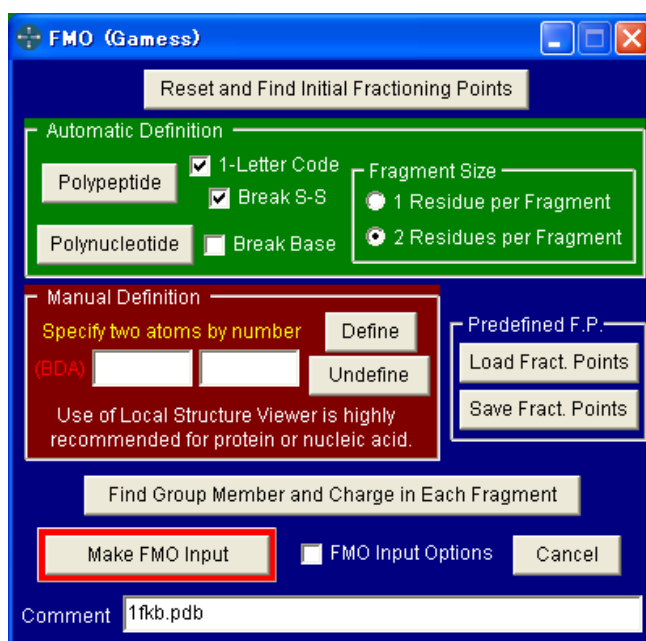 FMO (Gamess)
Reset and Find Initial Fractioning Points
Automatic Definition
Polypeptide
1-Letter Code
Break S-S
Polynucleotide
Break Base
Fragment Size
1 Residue per Fragment
2 Residues per Fragment
Manual Definition
Specify two atoms by number
Define
(BDA)
Undefine
Use of Local Structure Viewer is highly
recommended for protein or nucleic acid.
Predefined F.P.
Load Fract. Points
Save Fract. Points
Find Group Member and Charge in Each Fragment
Make FMO Input
FMO Input Options
Cancel
Comment 1fkb.pdb